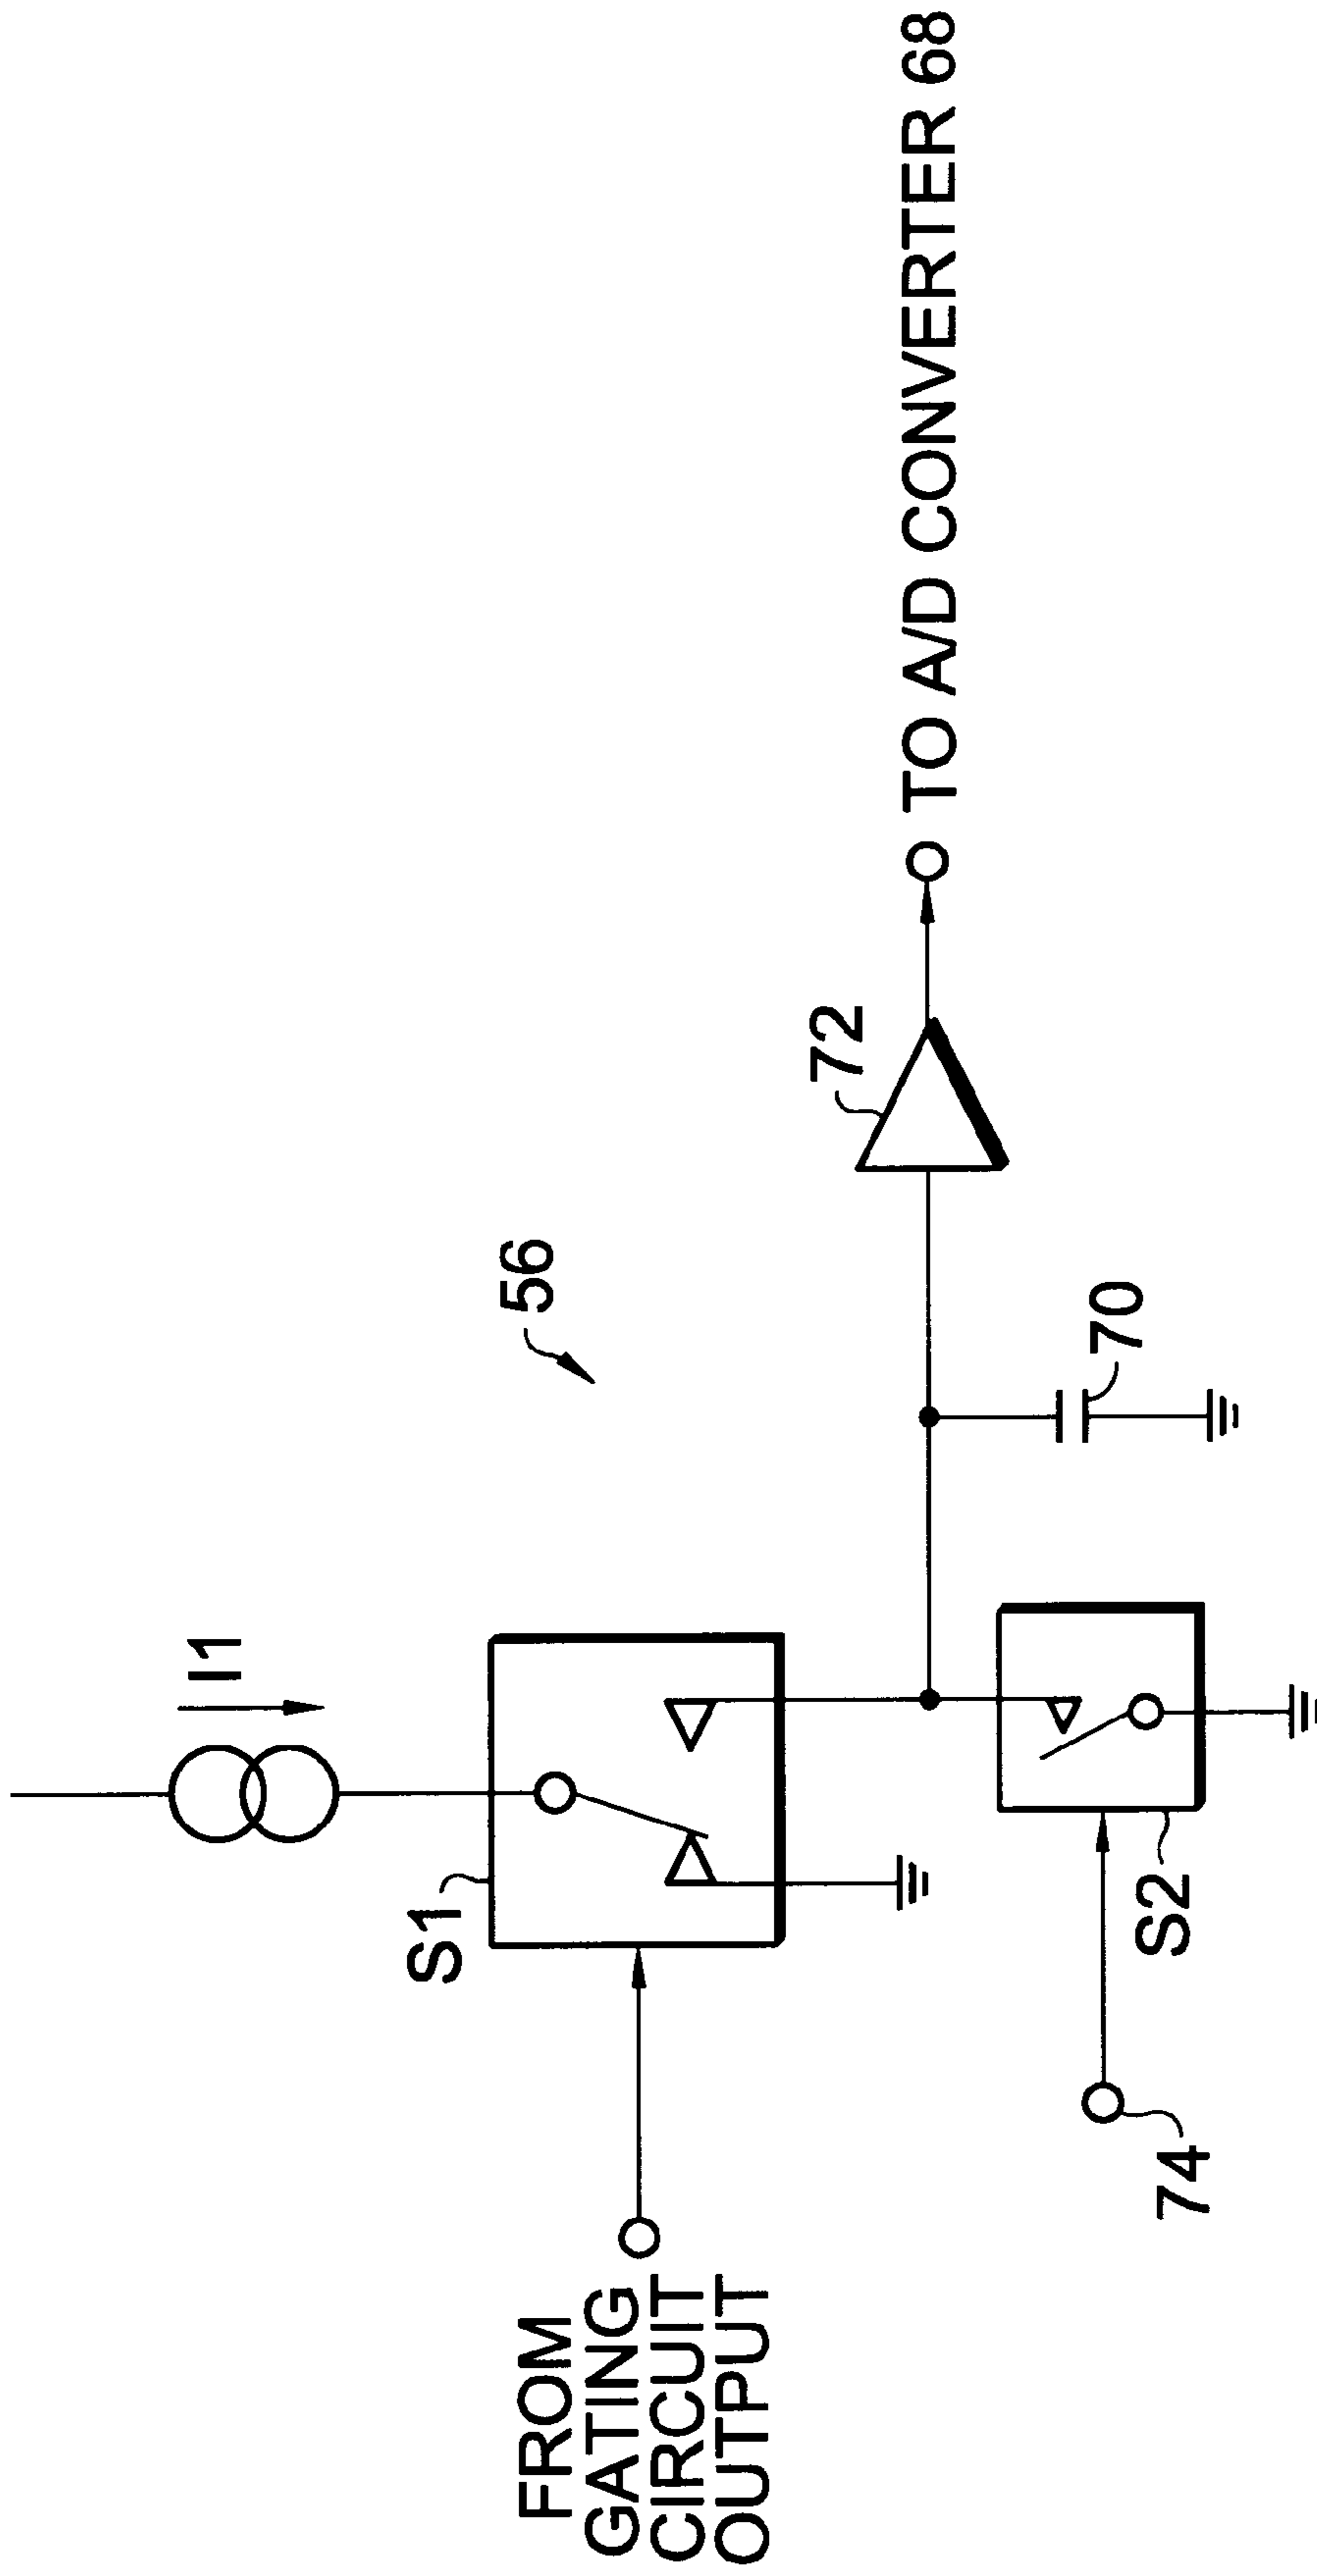 I1
S1
56
FROM
GATING
CIRCUIT
OUTPUT
72
TO A/D CONVERTER 68
70
S2
74